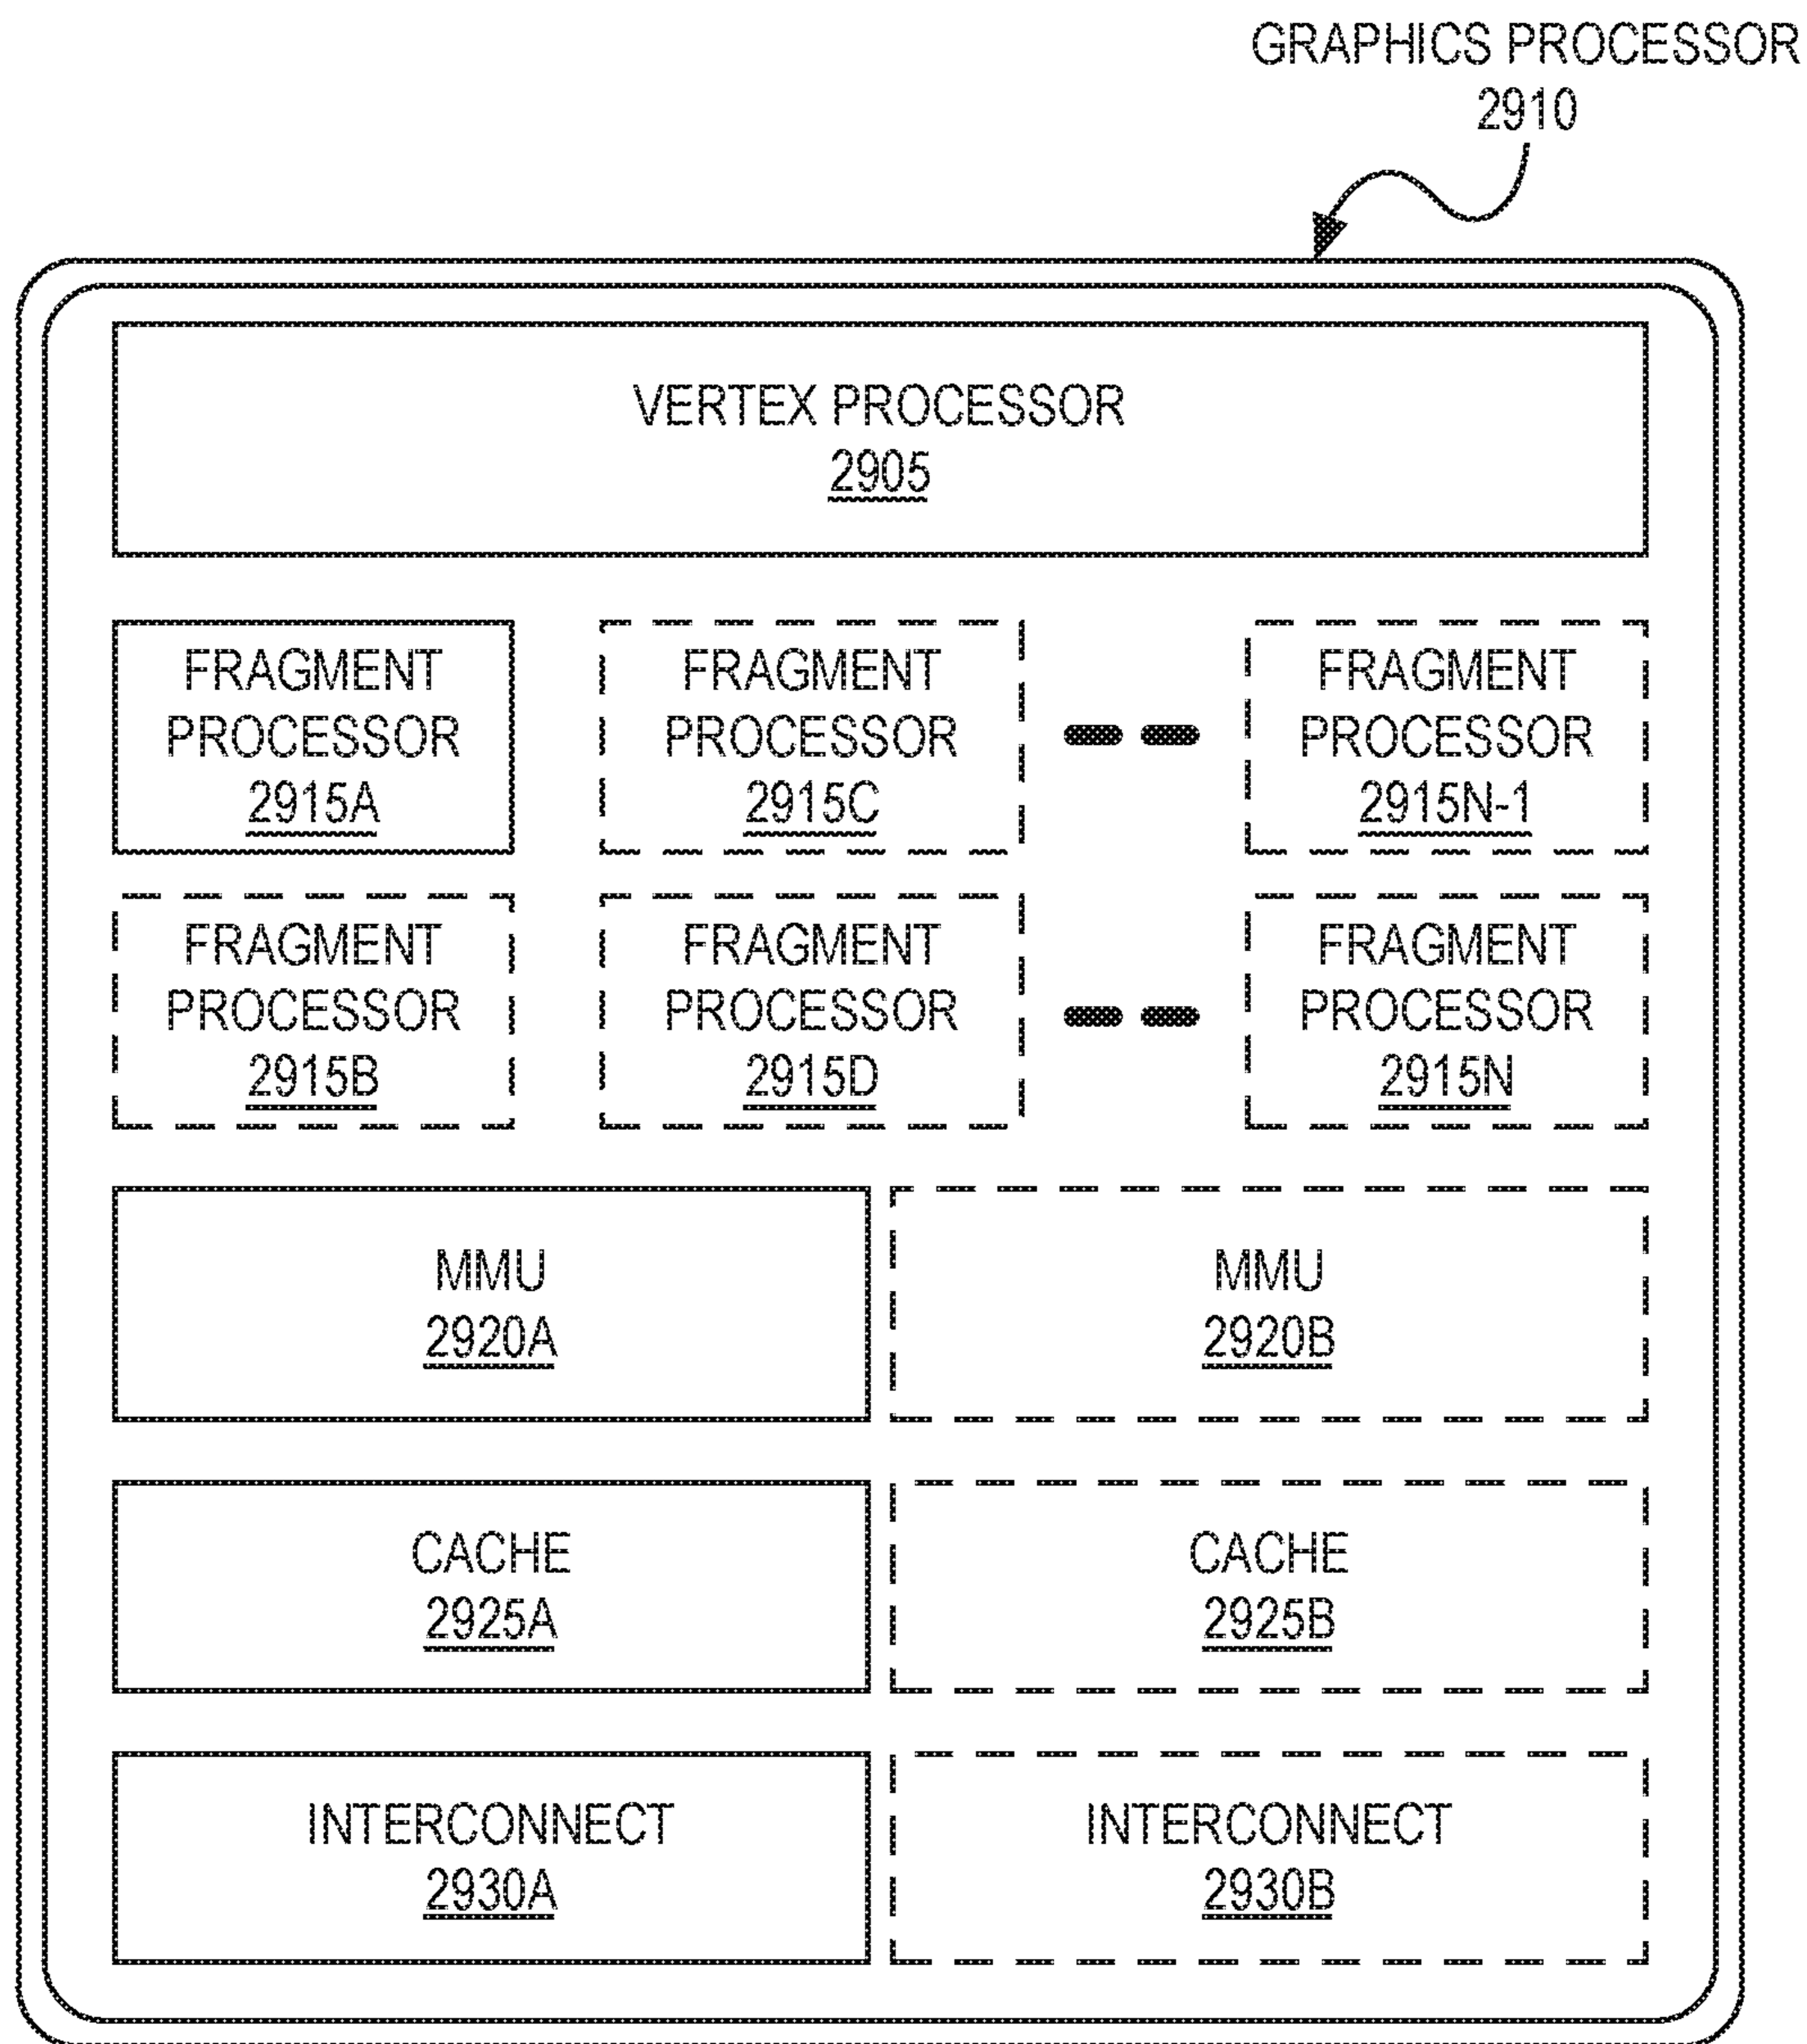 GRAPHICS PROCESSOR
2910
VERTEX PROCESSOR
2905
FRAGMENT
PROCESSOR
2915A
FRAGMENT
PROCESSOR
2915C
FRAGMENT
PROCESSOR
2915N-1
FRAGMENT
PROCESSOR
2915B
FRAGMENT
PROCESSOR
2915D
FRAGMENT
PROCESSOR
2915N
MMU
2920A
MMU
2920B
CACHE
2925A
CACHE
2925B
INTERCONNECT
2930A
INTERCONNECT
2930B